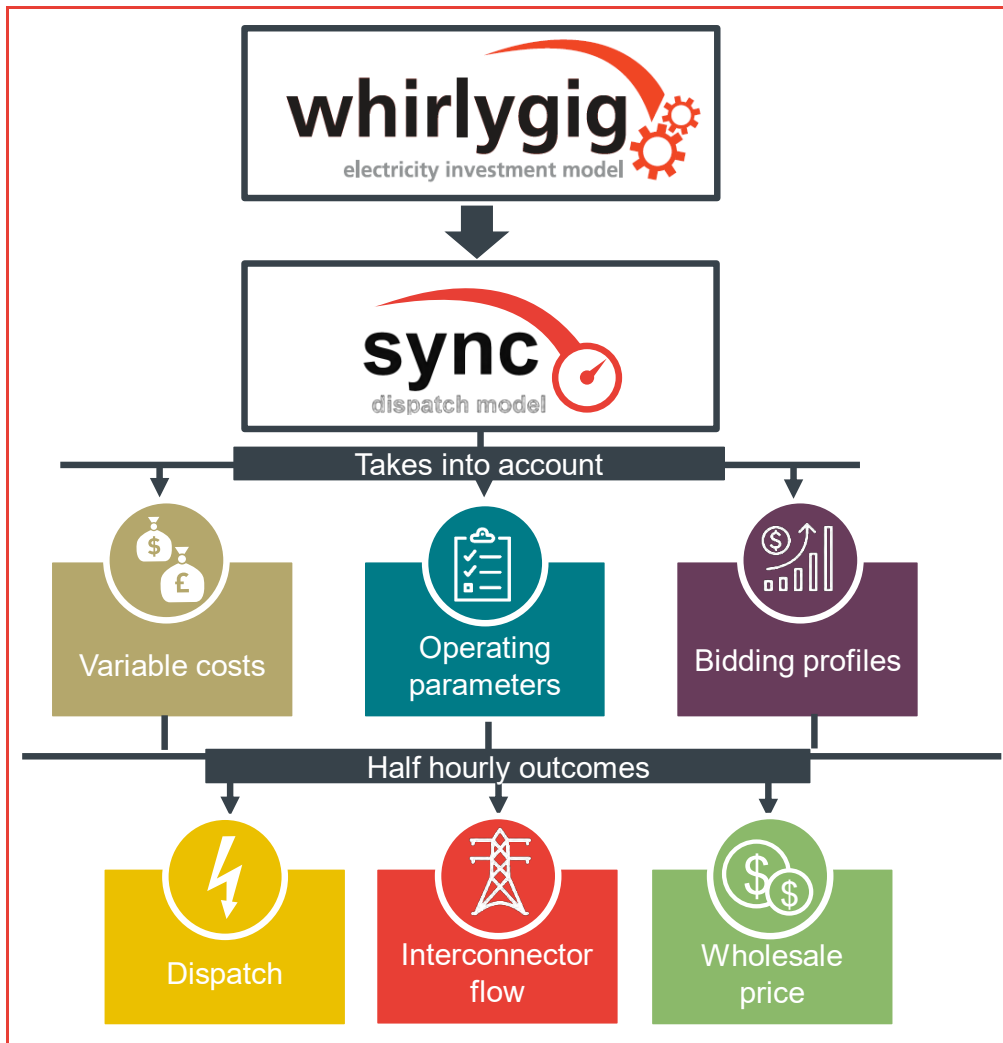 whirlygig
electricity investment model
sync
dispatch model
Takes into account
$
£
$
Variable costs
Operating
parameters
Bidding profiles
Half hourly outcomes
$
$
Dispatch
Interconnector
flow
Wholesale
price